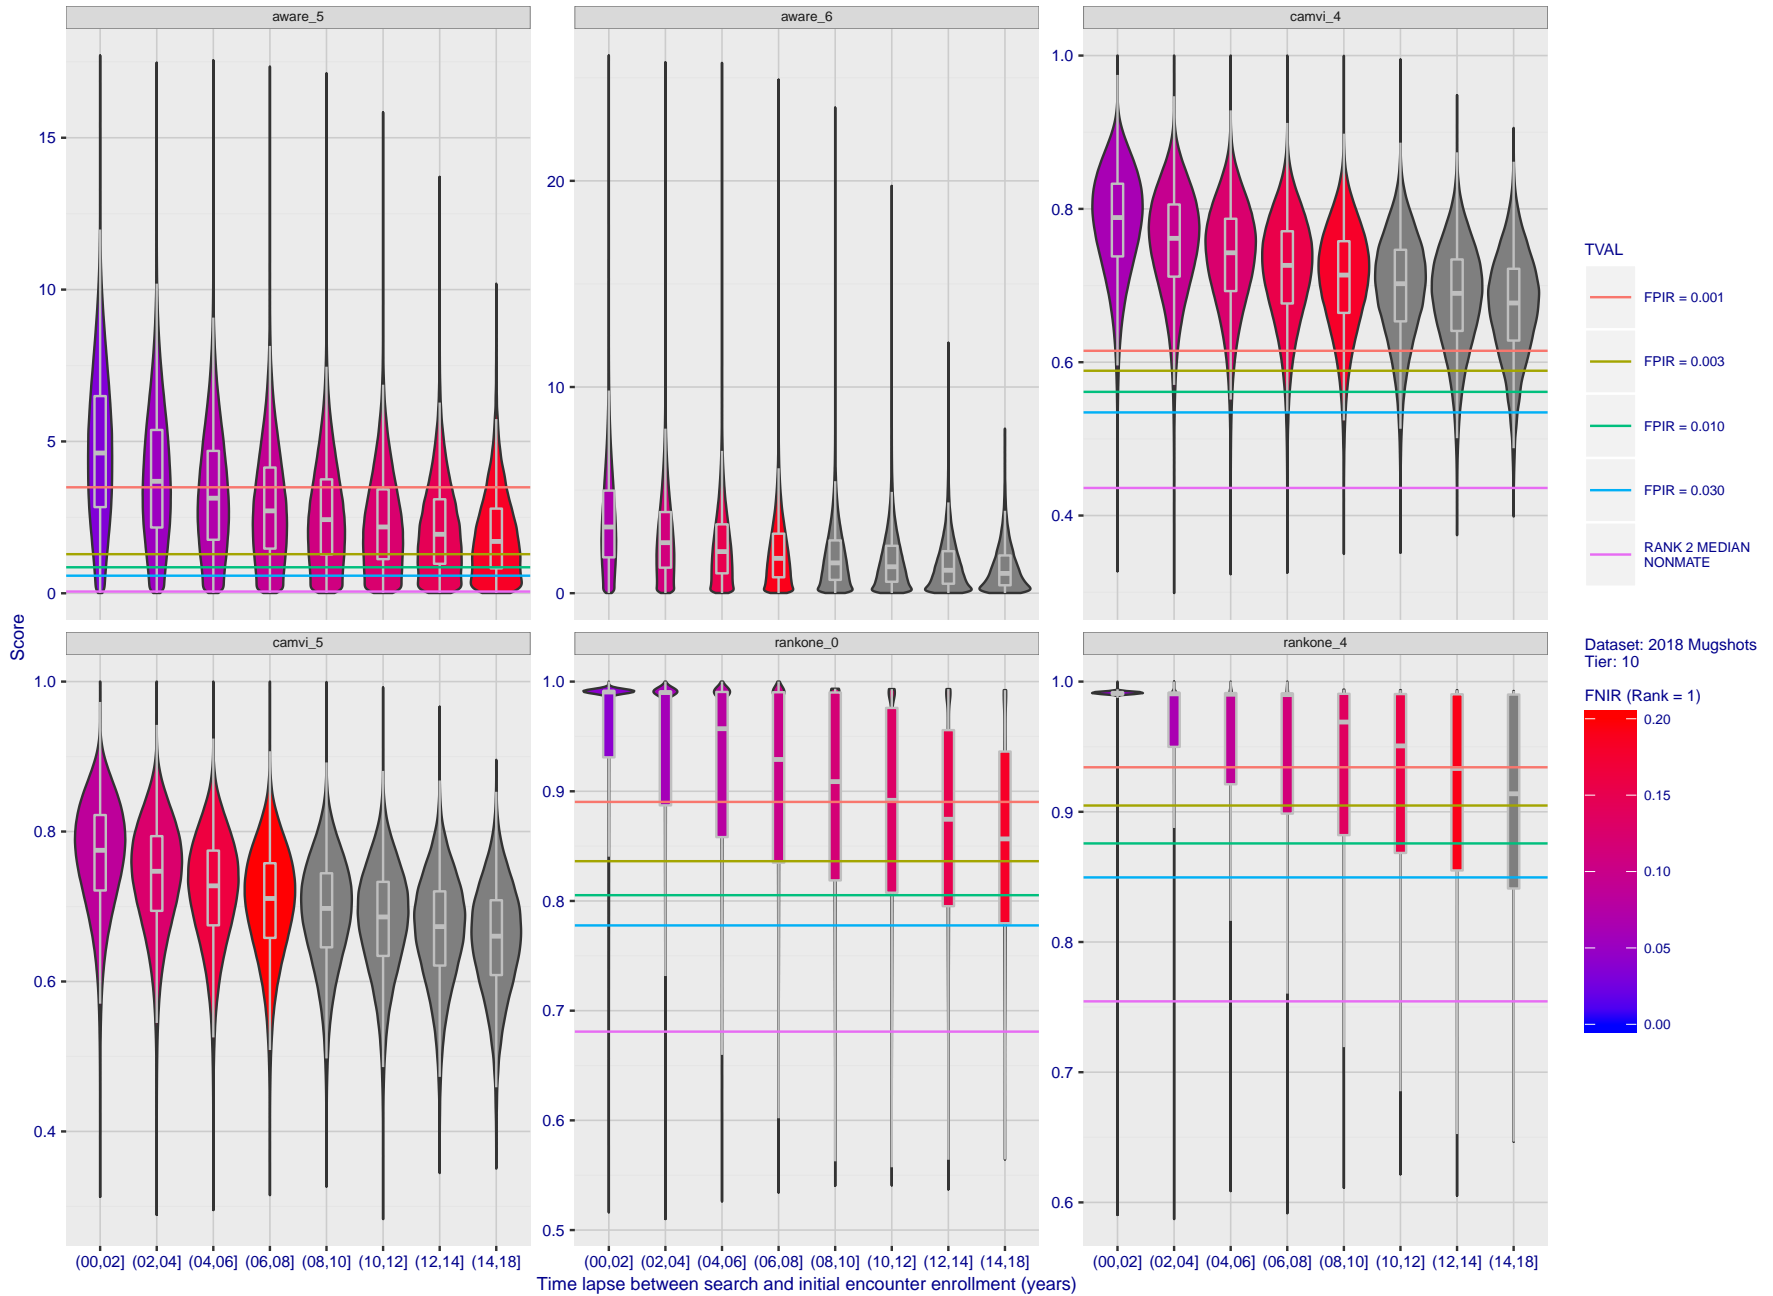 aware_5
aware_6
camvi_4
15
10
5
0
20
10
0
1.0
0.8
0.6
0.4
TVAL
FPIR = 0.001
FPIR = 0.003
FPIR = 0.010
FPIR = 0.030
RANK 2 MEDIAN
NONMATE
Score
camvi_5
rankone_0
rankone_4
1.0
0.8
0.6
0.4
1.0
0.9
0.8
0.7
0.6
0.5
1.0
0.9
0.8
0.7
0.6
Dataset: 2018 Mugshots
Tier: 10
FNIR (Rank = 1)
0.20
0.15
0.10
0.05
0.00
(00,02] (02,04] (04,06] (06,08] (08,10] (10,12] (12,14] (14,18]
(00,02] (02,04] (04,06] (06,08] (08,10] (10,12] (12,14] (14,18]
(00,02] (02,04] (04,06] (06,08] (08,10] (10,12] (12,14] (14,18]
Time lapse between search and initial encounter enrollment (years)